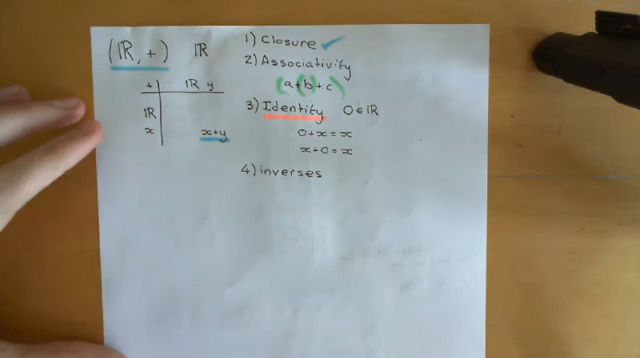 (ℝ, +) ℝ
+ ℝ y
ℝ
x x+y
1) Closure ✓
2) Associativity
(a+(b)+c)
3) Identity 0 ∈ ℝ
0+x = x
x+0 = x
4) inverses